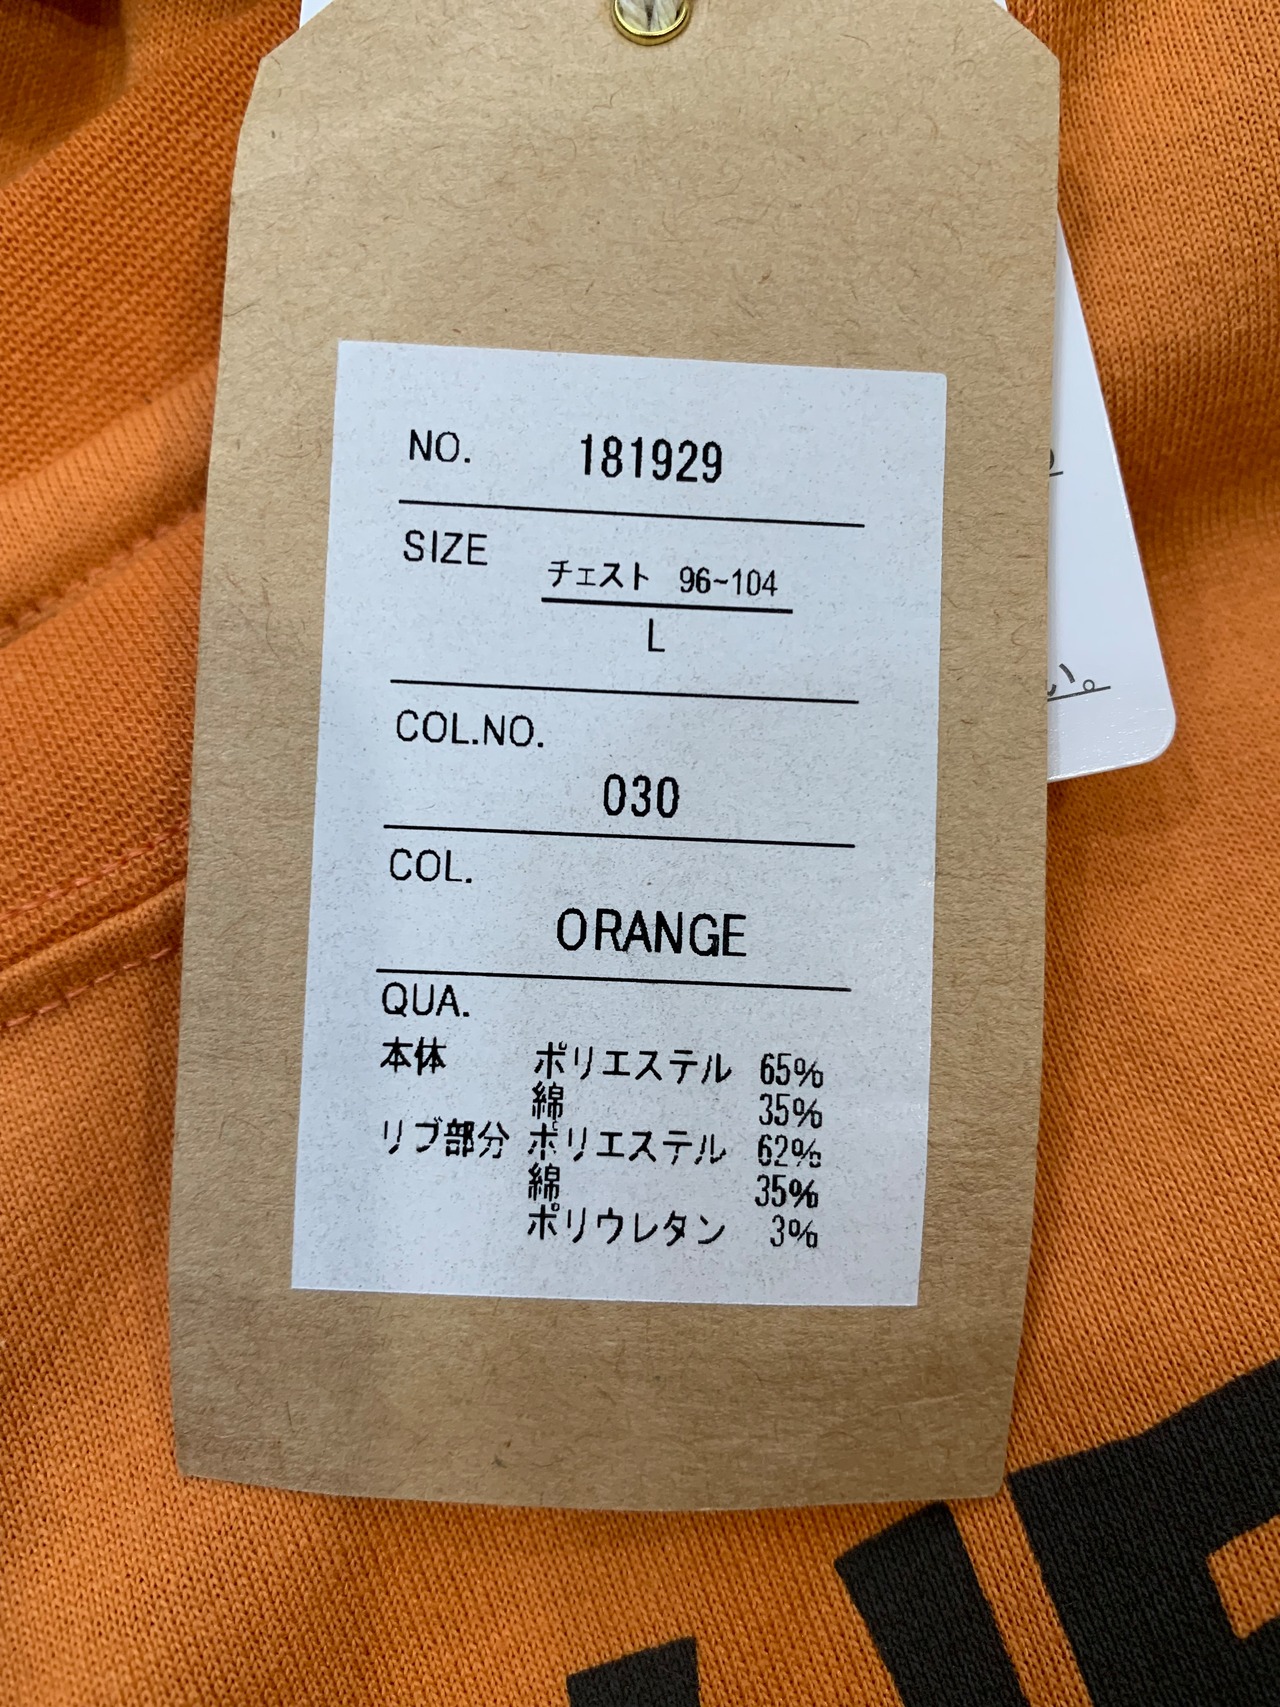 NO. 181929
SIZE チェスト 96~104
L
COL.NO.
030
COL.
ORANGE
QUA.
本体 ポリエステル 65%
綿 35%
リブ部分 ポリエステル 62%
綿 35%
ポリウレタン 3%